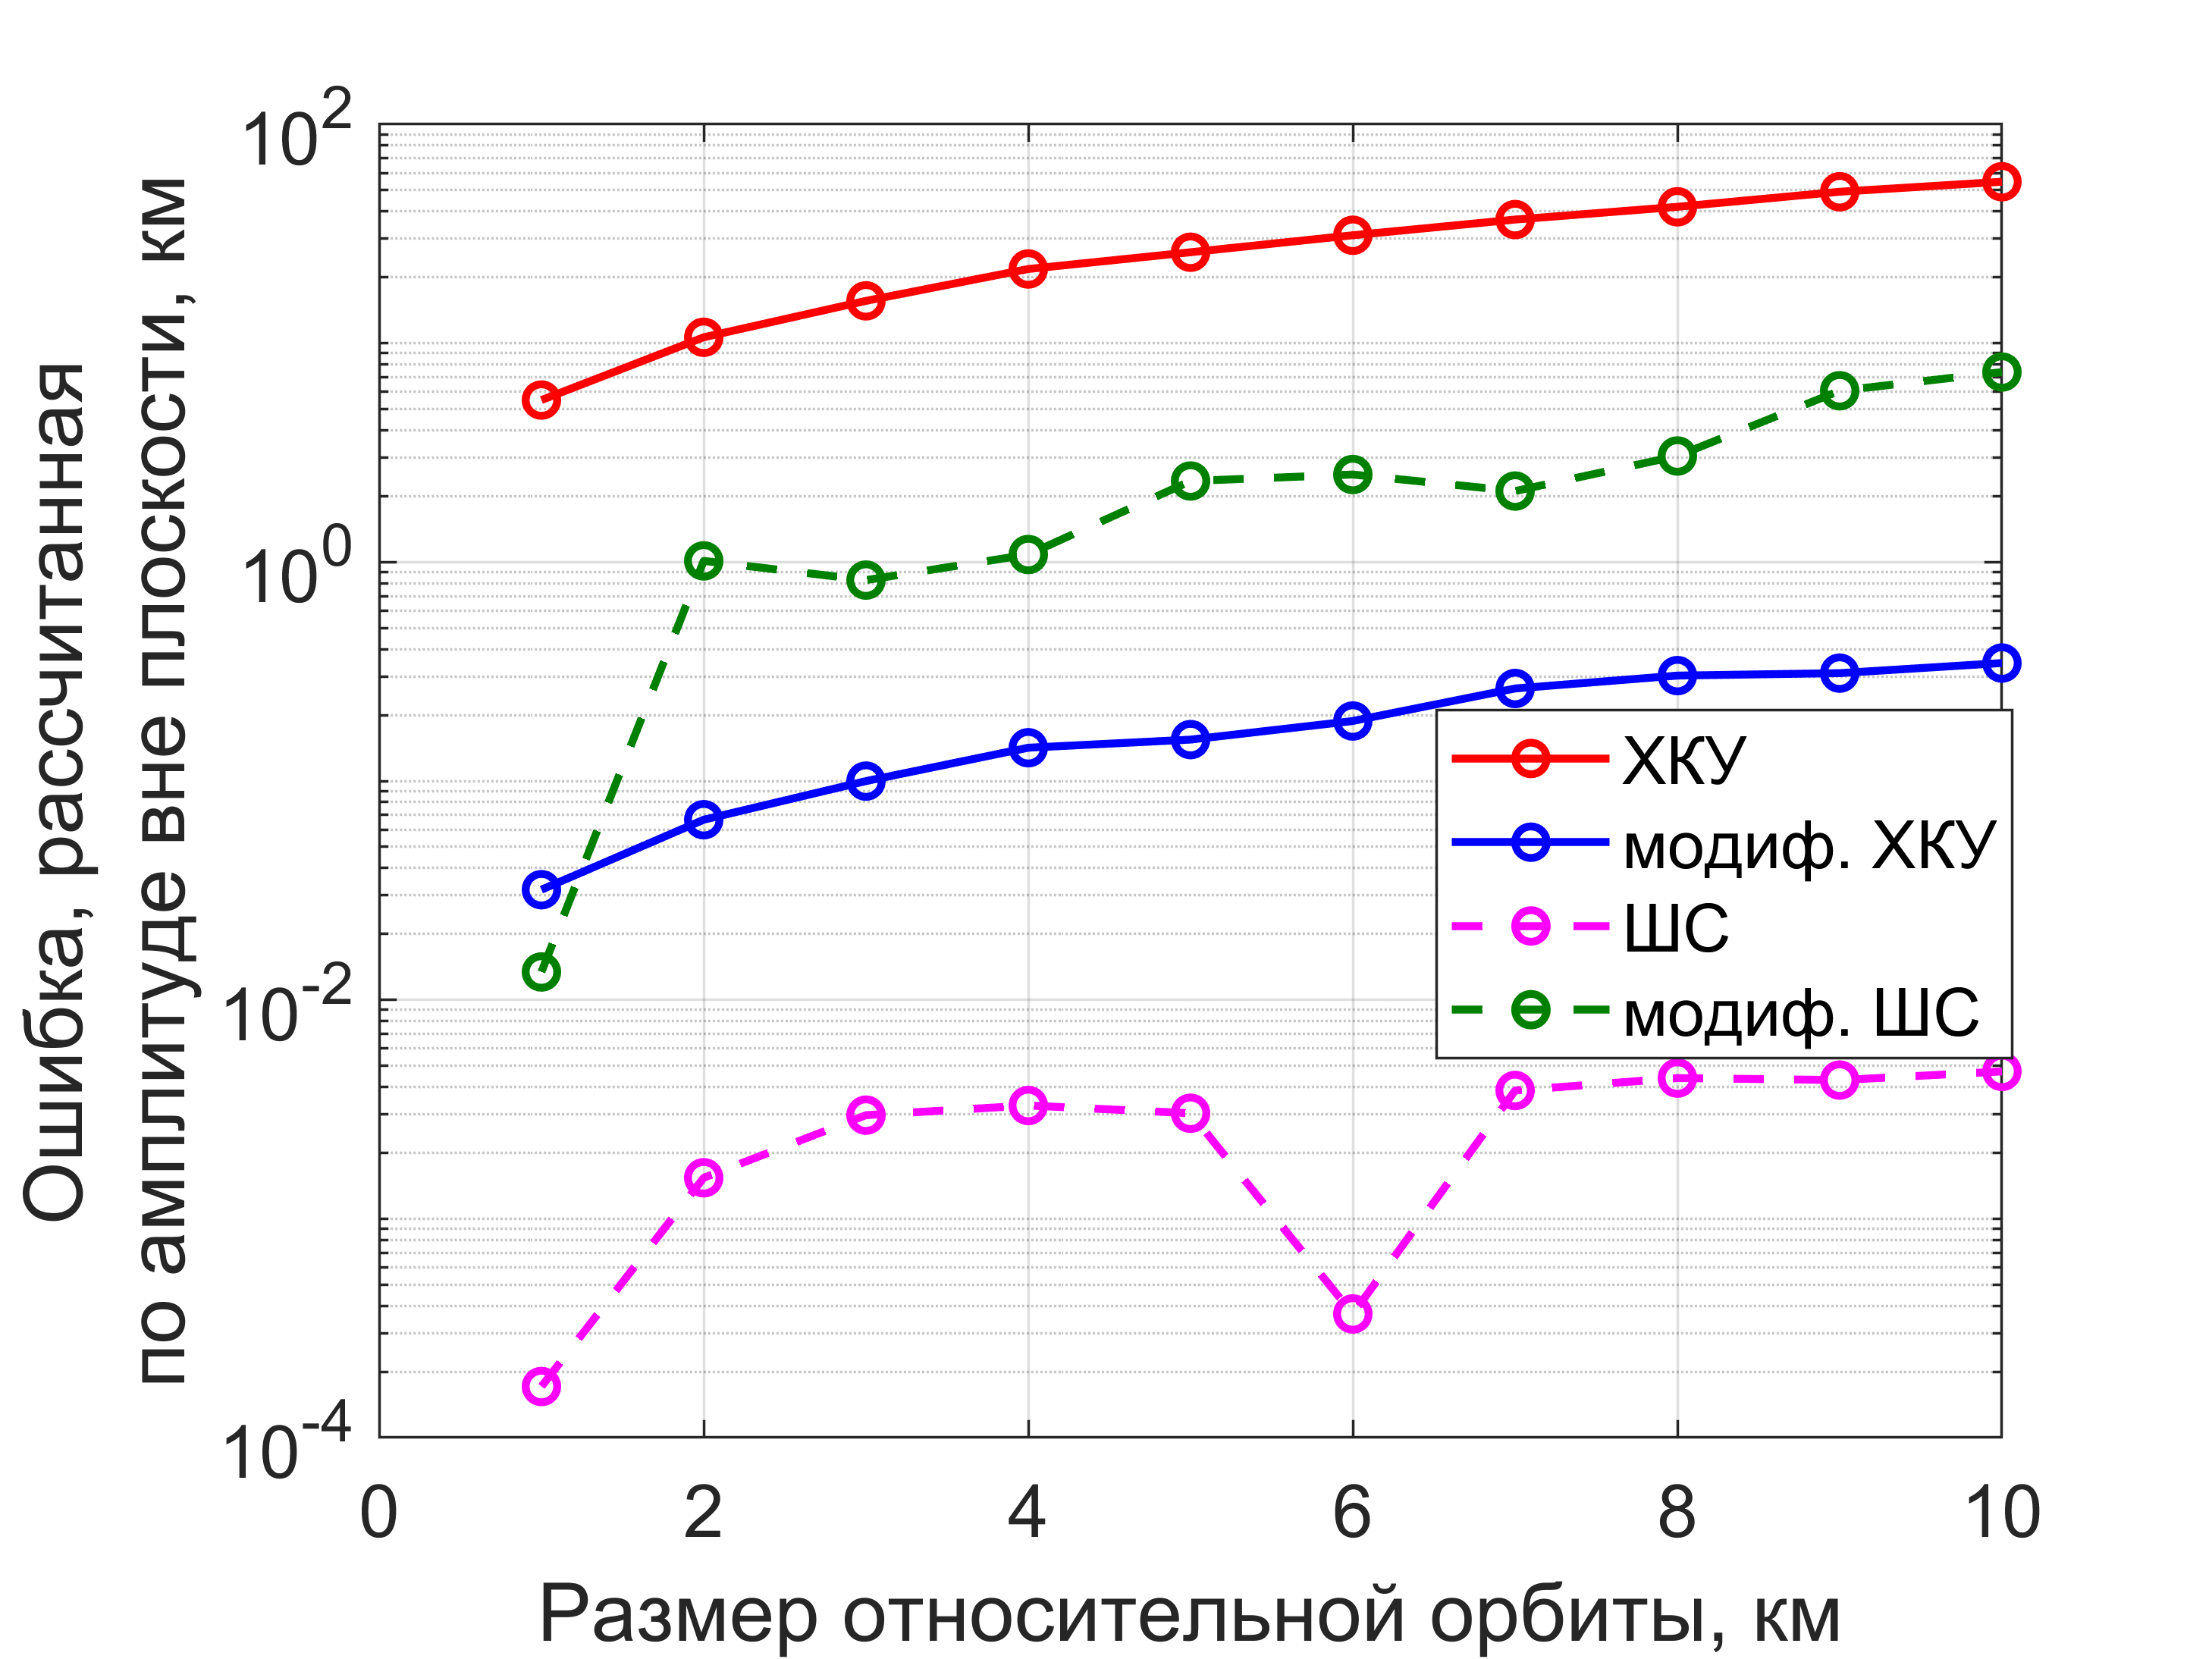 Ошибка, рассчитанная
по амплитуде вне плоскости, км
10^2
10^0
10^-2
10^-4
ХКУ
модиф. ХКУ
ШС
модиф. ШС
0 2 4 6 8 10
Размер относительной орбиты, км